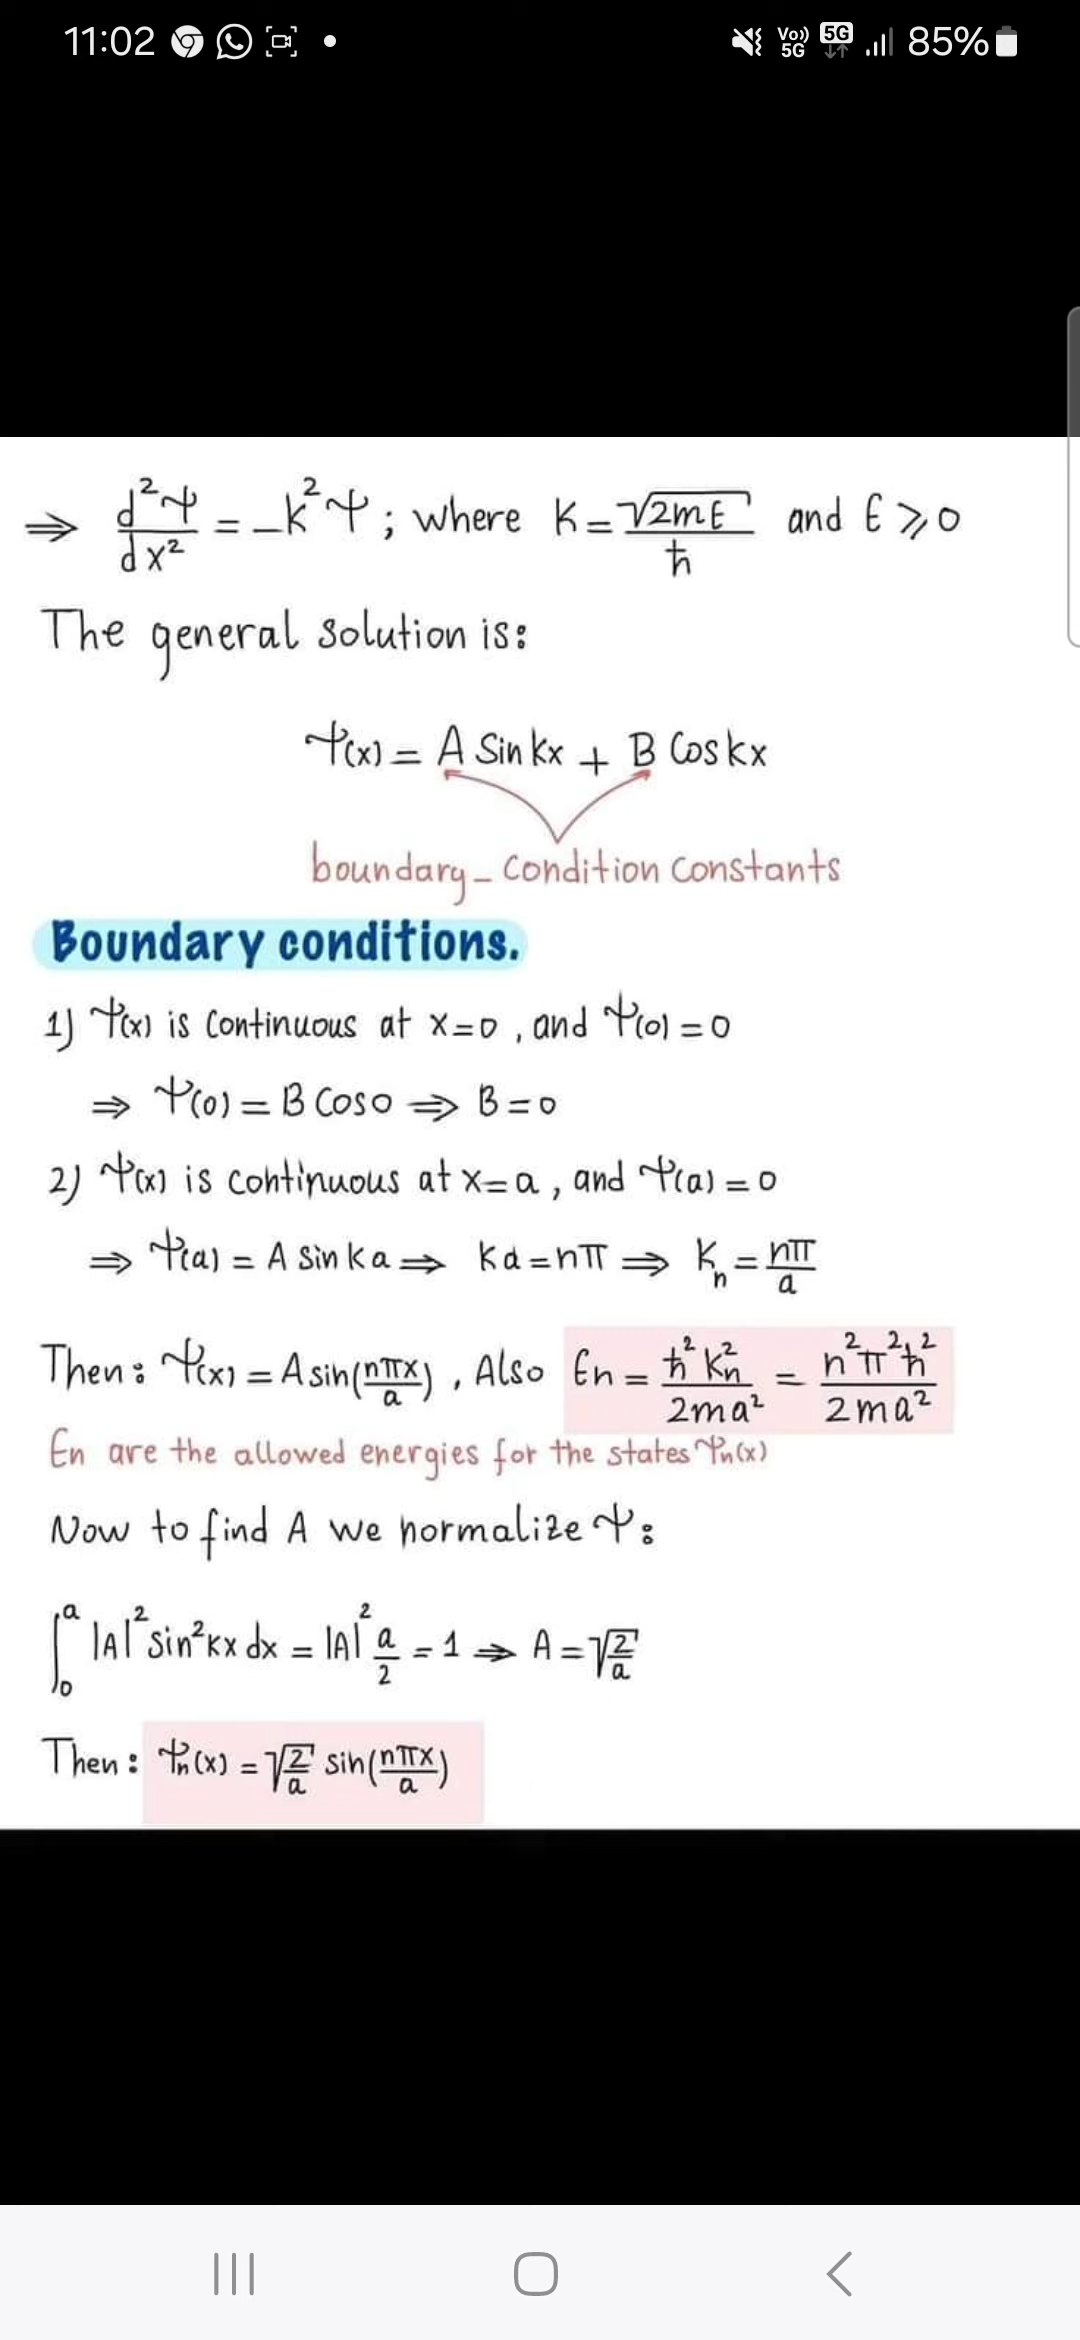 11:02 Vo)) 5G 5G 85%
⇒ d²Ψ/dx² = -k²Ψ ; where K = √2mE/ħ and E ⩾ 0
The general solution is:
Ψ(x) = A Sin kx + B Cos kx
boundary-Condition Constants
Boundary conditions.
1) Ψ(x) is Continuous at x=0, and Ψ(0) = 0
⇒ Ψ(0) = B Cos0 ⇒ B = 0
2) Ψ(x) is continuous at x=a, and Ψ(a) = 0
⇒ Ψ(a) = A Sin ka ⇒ ka = nπ ⇒ Kn = nπ/a
Then: Ψ(x) = A sin(nπx/a), Also En = ħ²Kn²/2ma² = n²π²ħ²/2ma²
En are the allowed energies for the states Ψn(x)
Now to find A we normalize Ψ:
∫₀ᵃ |A|² sin²kx dx = |A|² a/2 = 1 ⇒ A = √2/a
Then: Ψn(x) = √2/a sin(nπx/a)